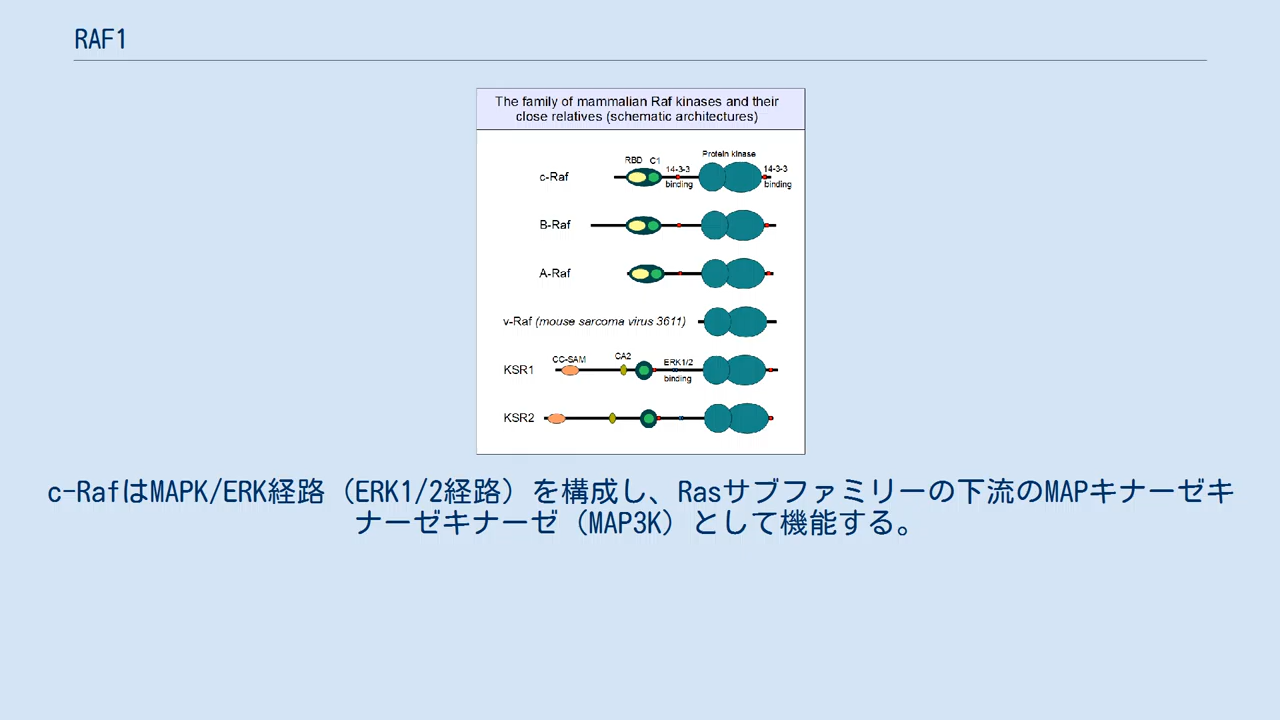 RAF1
The family of mammalian Raf kinases and their
close relatives (schematic architectures)
RBD C1 14-3-3 binding Protein kinase 14-3-3 binding
c-Raf
B-Raf
A-Raf
v-Raf (mouse sarcoma virus 3611)
CC-SAM CA2 ERK1/2 binding
KSR1
KSR2
c-RafはMAPK/ERK経路（ERK1/2経路）を構成し、Rasサブファミリーの下流のMAPキナーゼキ
ナーゼキナーゼ（MAP3K）として機能する。